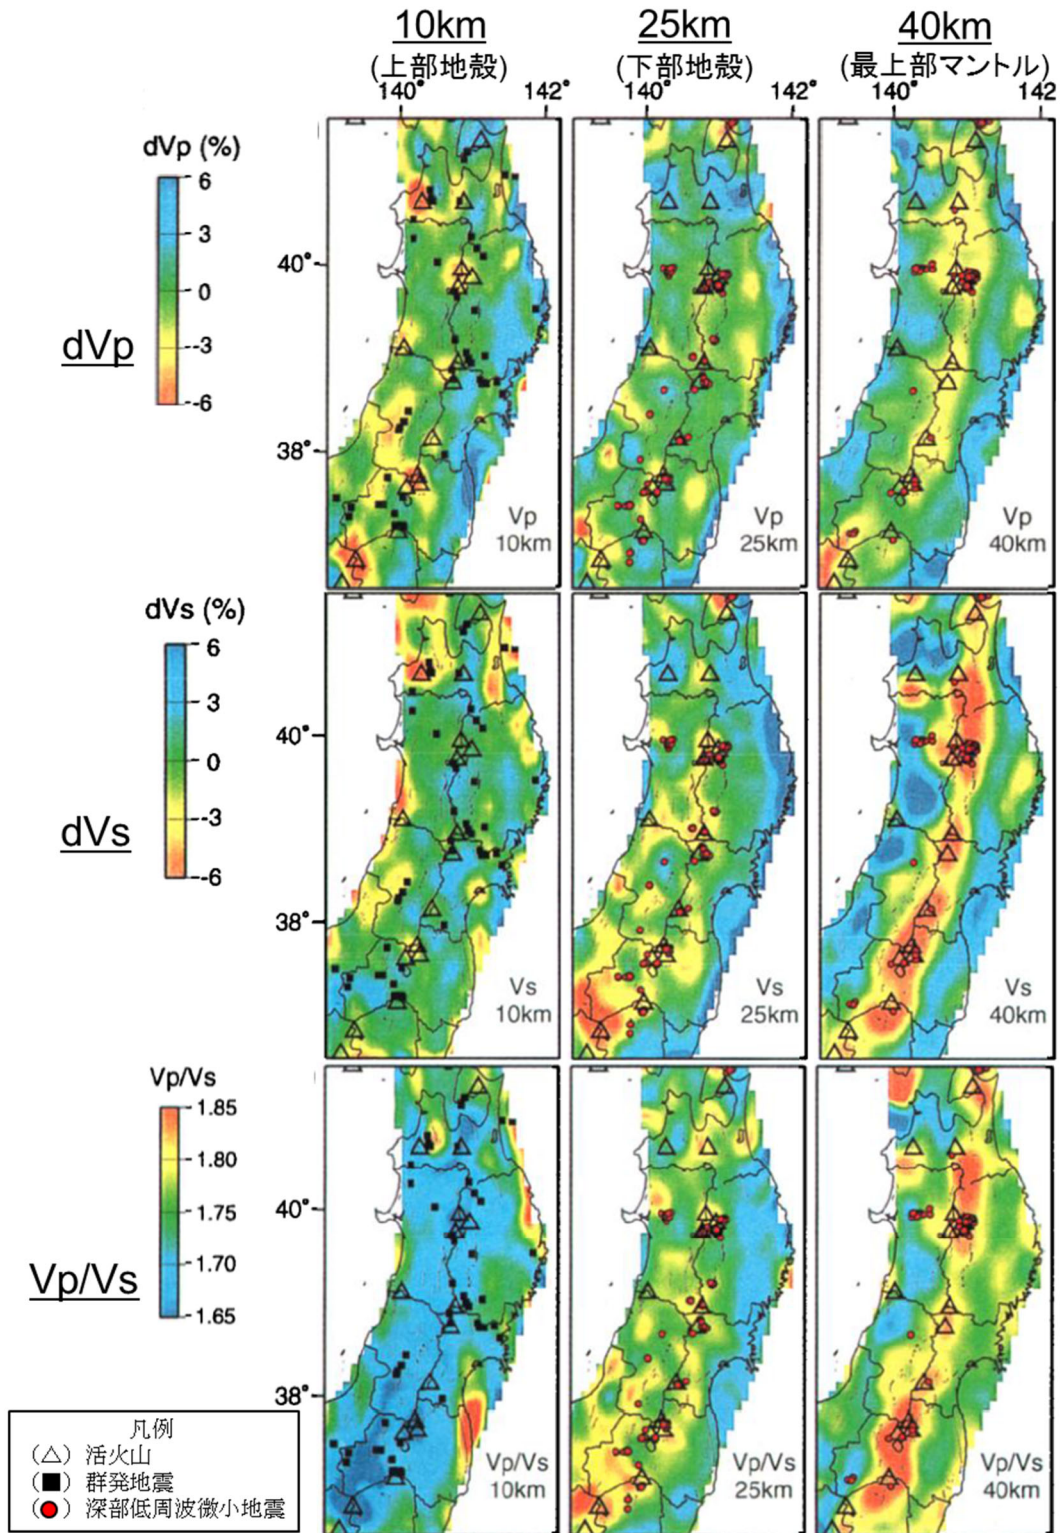 10km
25km
40km
(上部地殻)
(下部地殻)
(最上部マントル)
140°
142°
140°
142°
140°
142
dVp (%)
6
3
0
-3
-6
dVp
40°
38°
Vp
10km
Vp
25km
Vp
40km
dVs (%)
6
3
0
-3
-6
dVs
40°
38°
Vs
10km
Vs
25km
Vs
40km
Vp/Vs
1.85
1.80
1.75
1.70
1.65
Vp/Vs
40°
38°
Vp/Vs
10km
Vp/Vs
25km
Vp/Vs
40km
凡例
(△) 活火山
(■) 群発地震
(●) 深部低周波微小地震